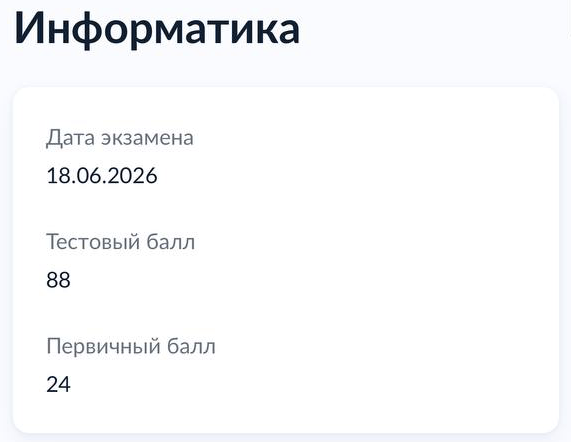 Информатика
Дата экзамена
18.06.2026
Тестовый балл
88
Первичный балл
24